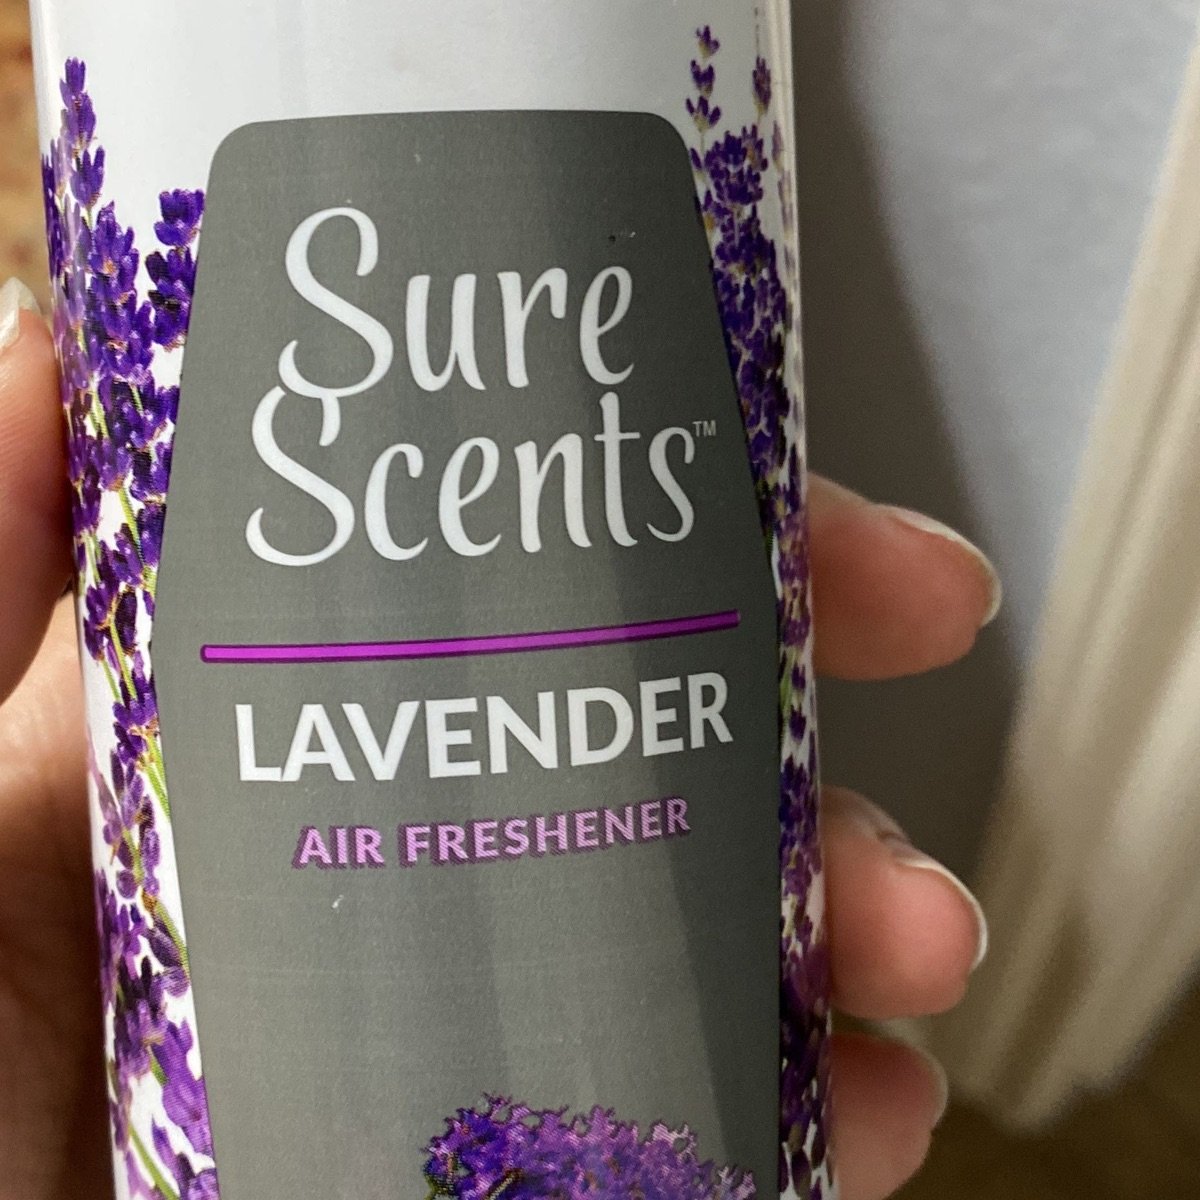 Sure
Scents™
LAVENDER
AIR FRESHENER